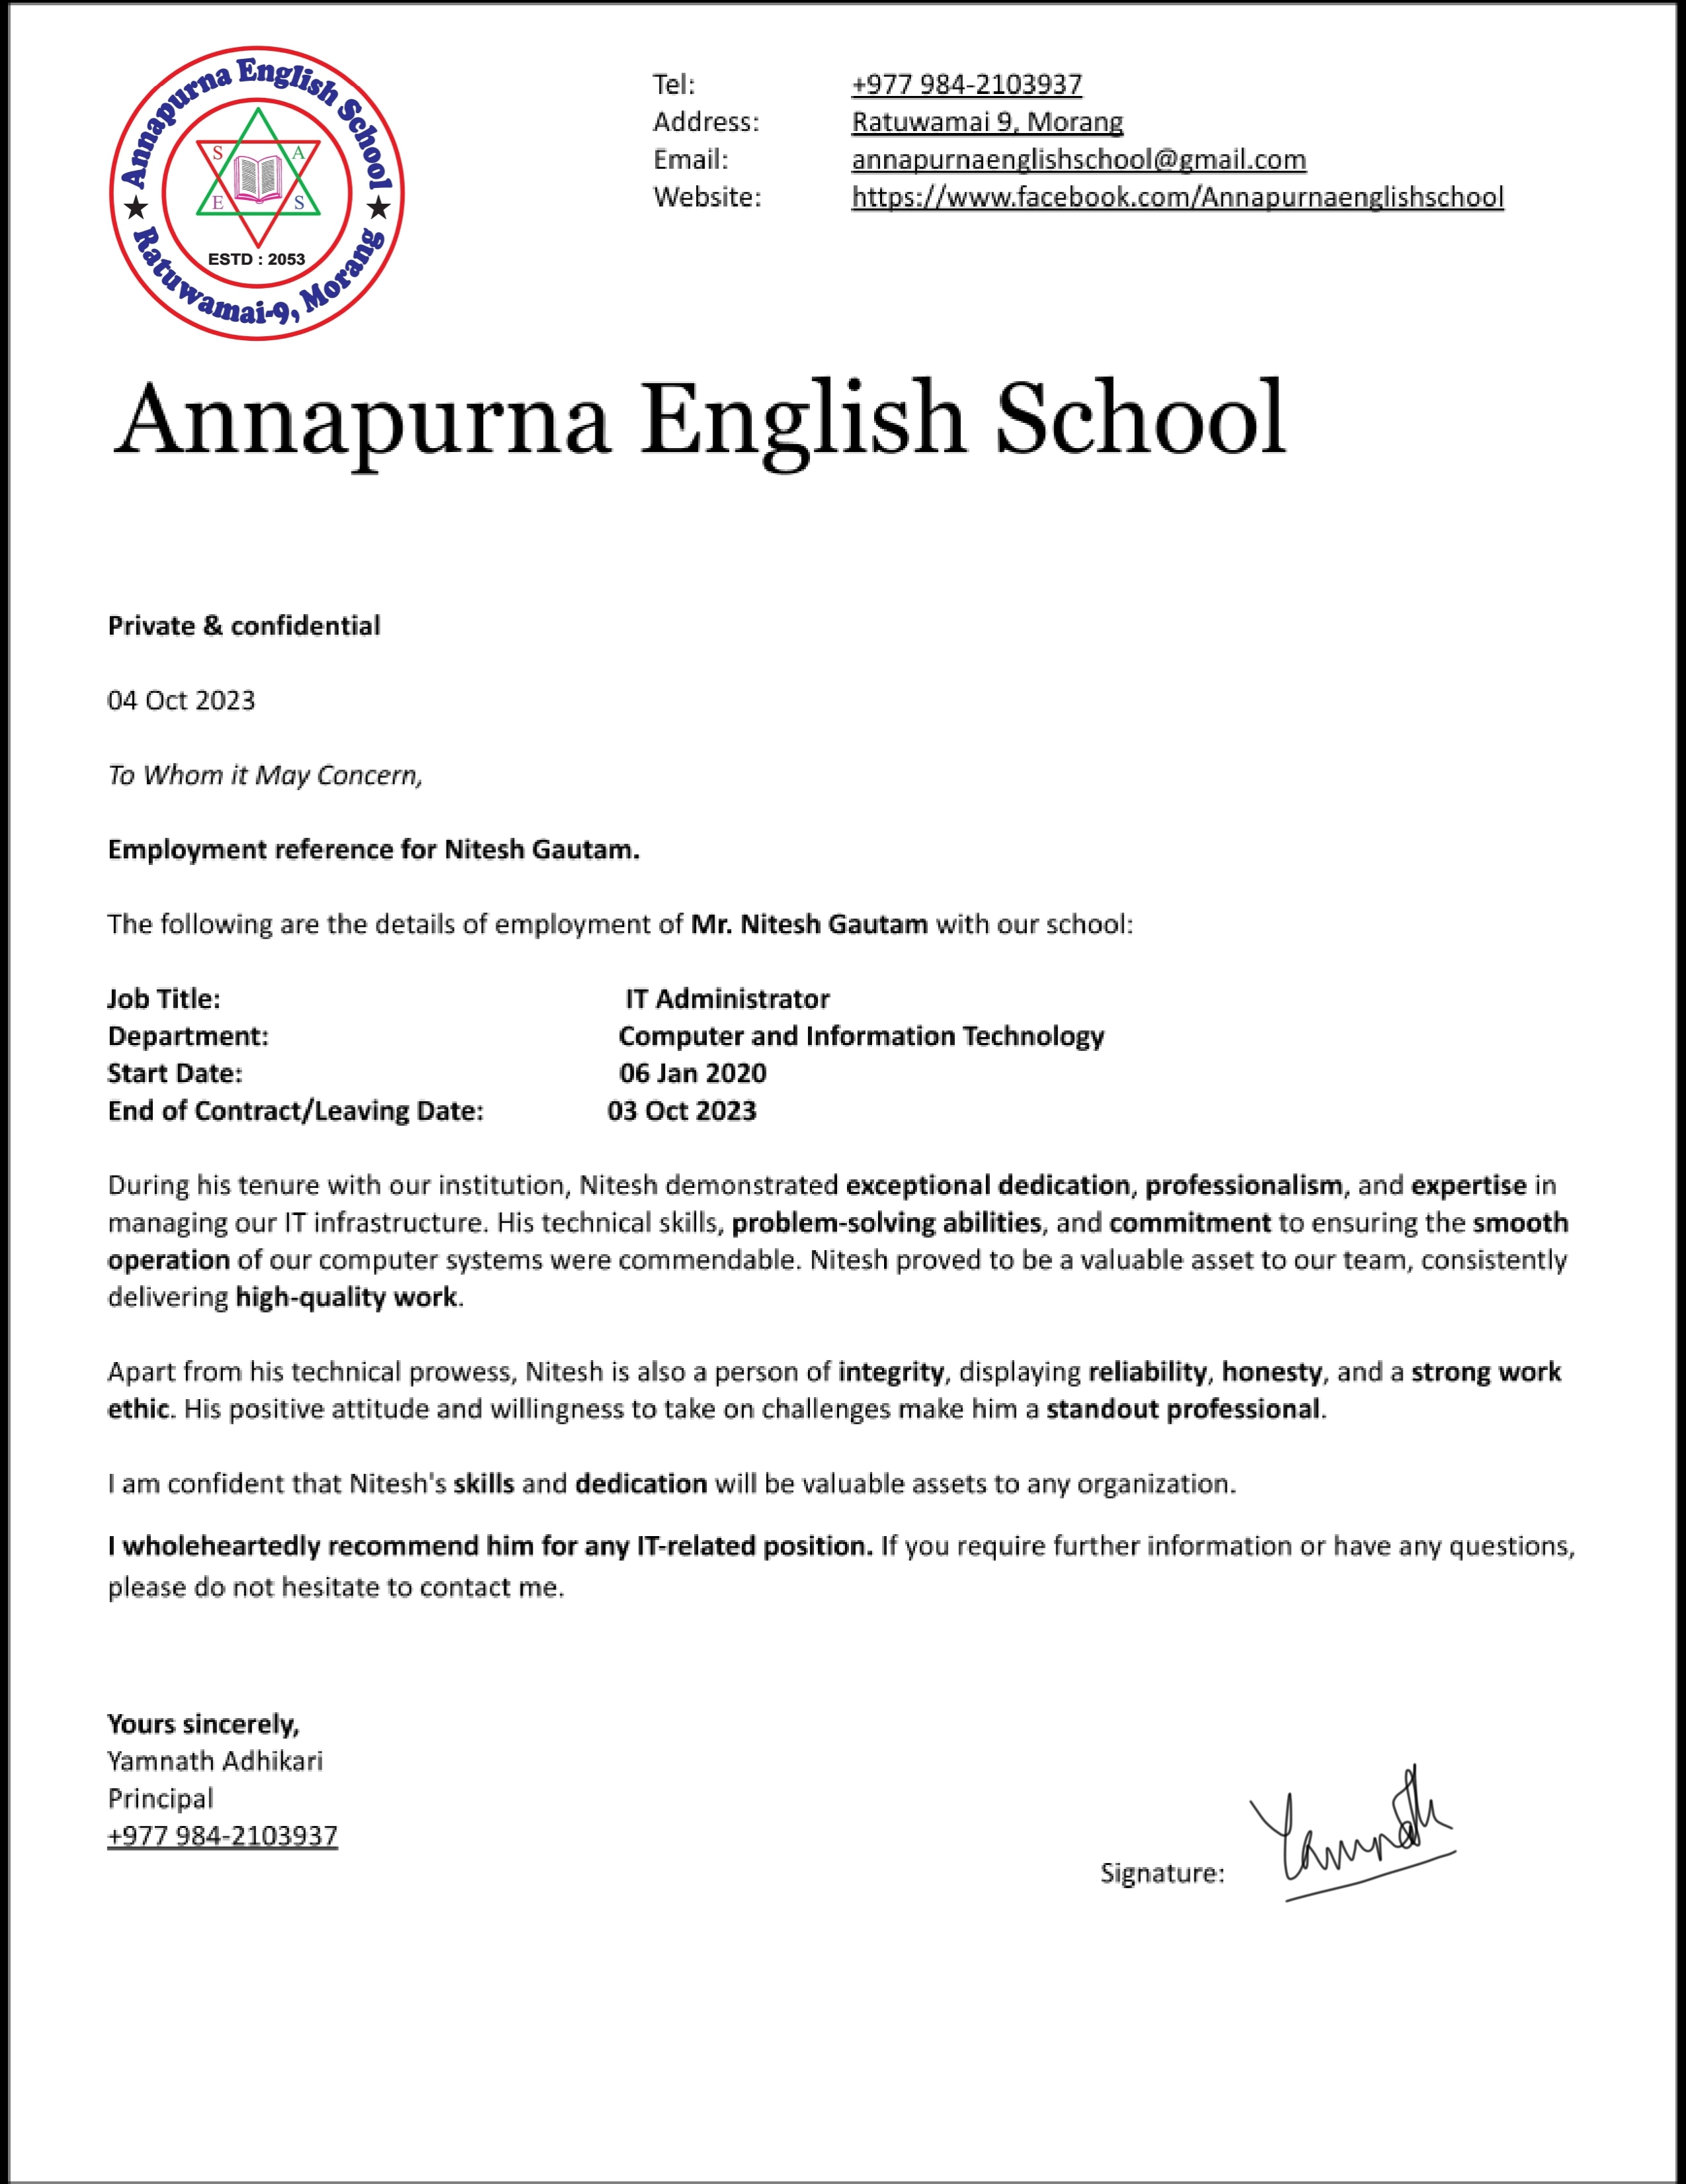 Annapurna English School
S A
E S
ESTD : 2053
★ Ratuwamai-9, Morang ★
Tel: +977 984-2103937
Address: Ratuwamai 9, Morang
Email: annapurnaenglishschool@gmail.com
Website: https://www.facebook.com/Annapurnaenglishschool
Annapurna English School
Private & confidential
04 Oct 2023
To Whom it May Concern,
Employment reference for Nitesh Gautam.
The following are the details of employment of Mr. Nitesh Gautam with our school:
Job Title: IT Administrator
Department: Computer and Information Technology
Start Date: 06 Jan 2020
End of Contract/Leaving Date: 03 Oct 2023
During his tenure with our institution, Nitesh demonstrated exceptional dedication, professionalism, and expertise in
managing our IT infrastructure. His technical skills, problem-solving abilities, and commitment to ensuring the smooth
operation of our computer systems were commendable. Nitesh proved to be a valuable asset to our team, consistently
delivering high-quality work.
Apart from his technical prowess, Nitesh is also a person of integrity, displaying reliability, honesty, and a strong work
ethic. His positive attitude and willingness to take on challenges make him a standout professional.
I am confident that Nitesh's skills and dedication will be valuable assets to any organization.
I wholeheartedly recommend him for any IT-related position. If you require further information or have any questions,
please do not hesitate to contact me.
Yours sincerely,
Yamnath Adhikari
Principal
+977 984-2103937
Signature: Yamnath